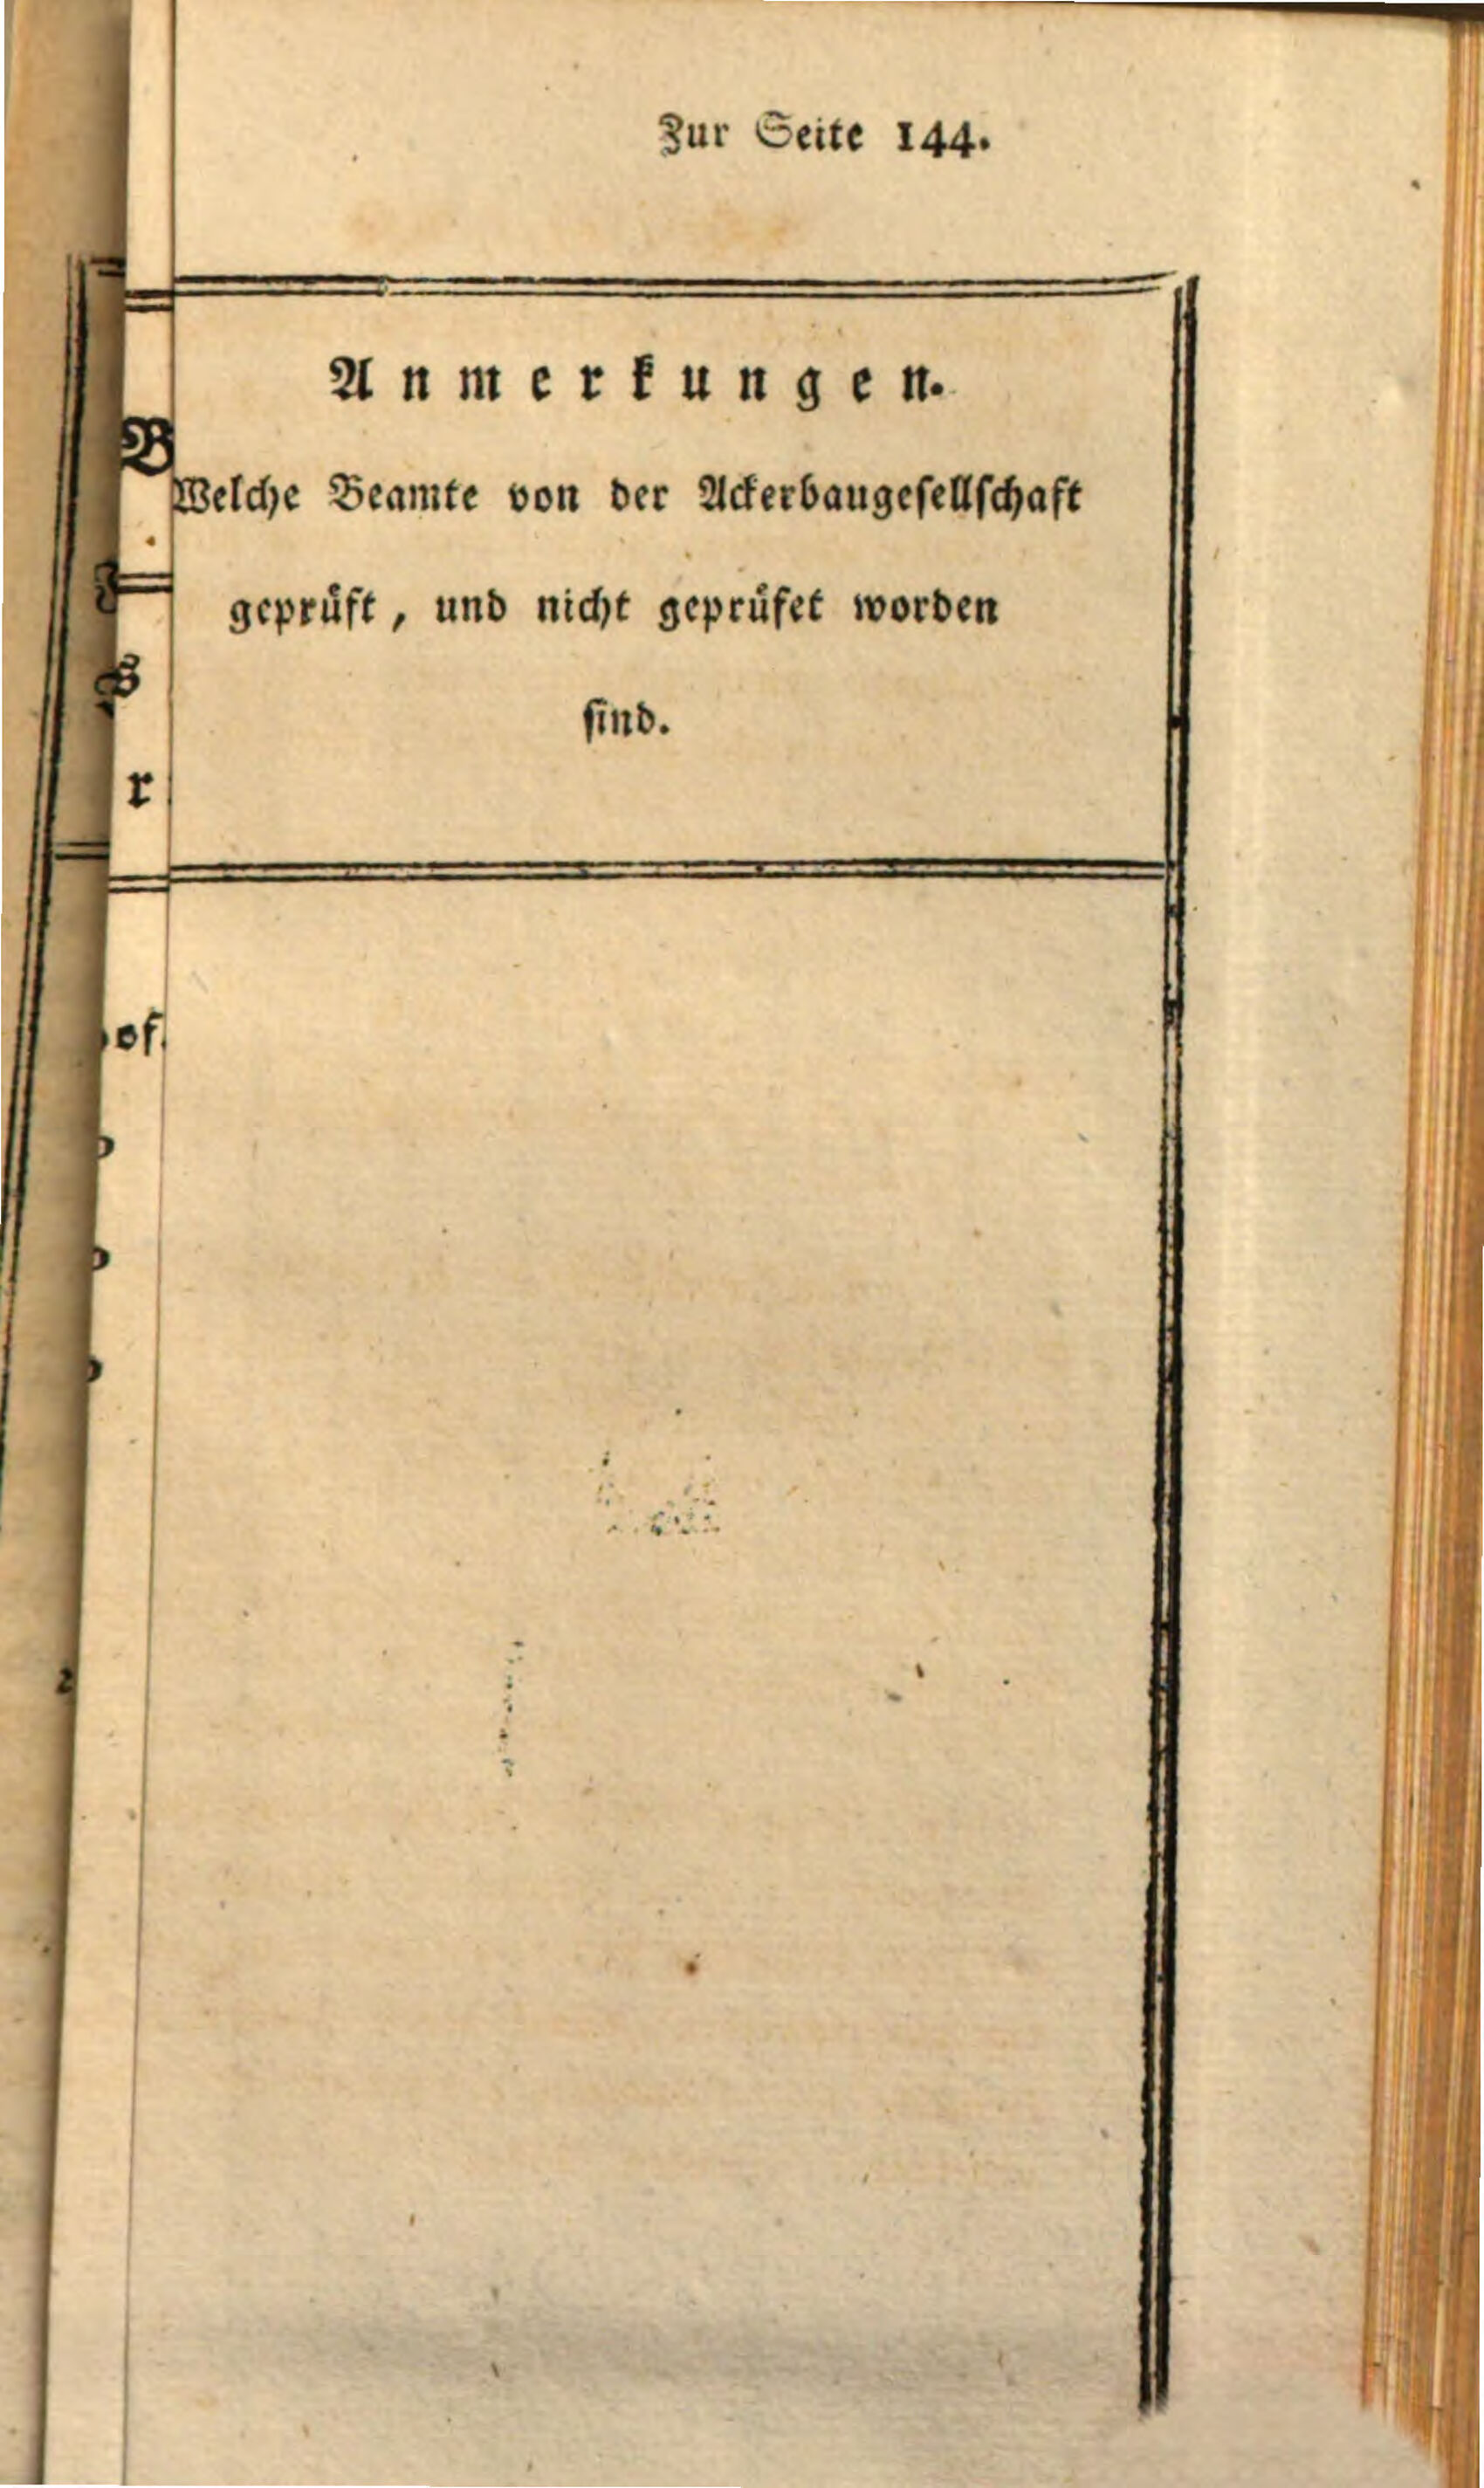 Zur Seite 144.
Anmerkungen.
Welche Beamte von der Ackerbaugesellschaft
geprüft, und nicht geprüfet worden
sind.
r